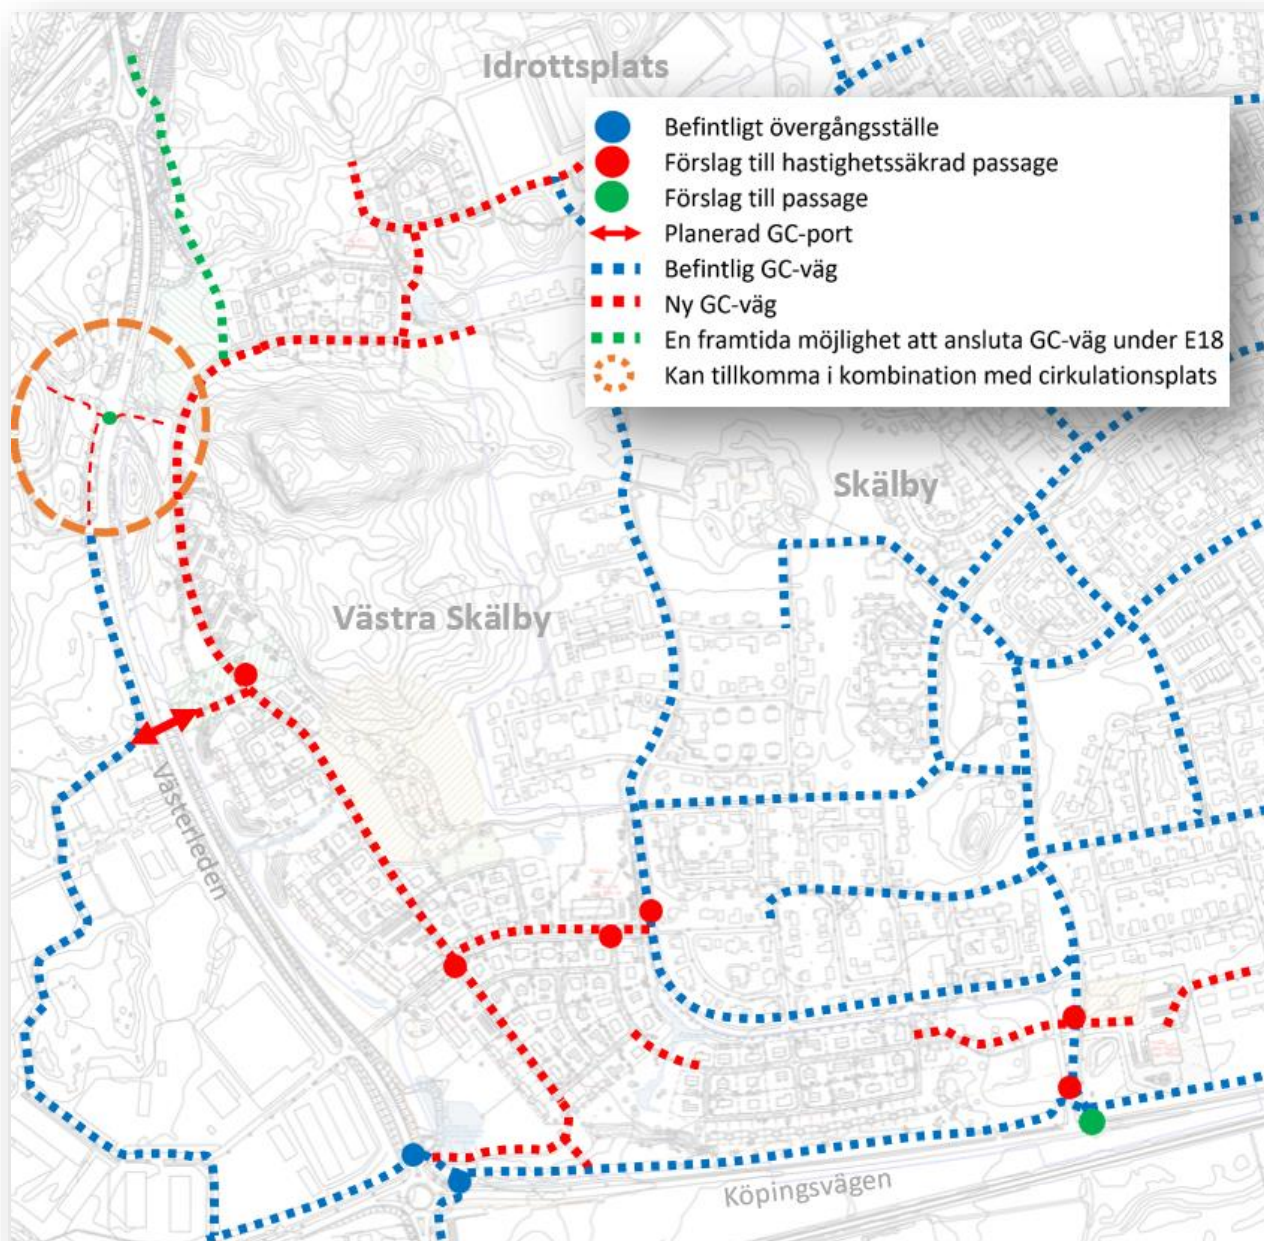 Idrottsplats
Befintligt övergångsställe
Förslag till hastighetssäkrad passage
Förslag till passage
Planerad GC-port
Befintlig GC-väg
Ny GC-väg
En framtida möjlighet att ansluta GC-väg under E18
Kan tillkomma i kombination med cirkulationsplats
Skälby
Västra Skälby
Västerleden
Köpingsvägen